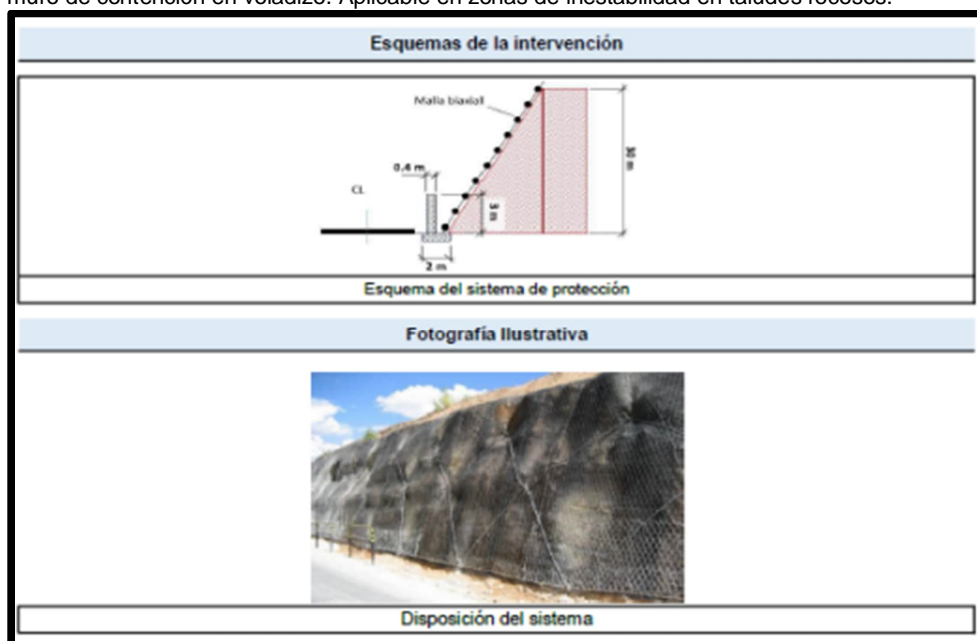 muro de contención en voladizo. Aplicable en zonas de inestabilidad en taludes rocosos.
Esquemas de la intervención
Malla biaxial
0.4 m
CL
3 m
30 m
2 m
Esquema del sistema de protección
Fotografía Ilustrativa
Disposición del sistema